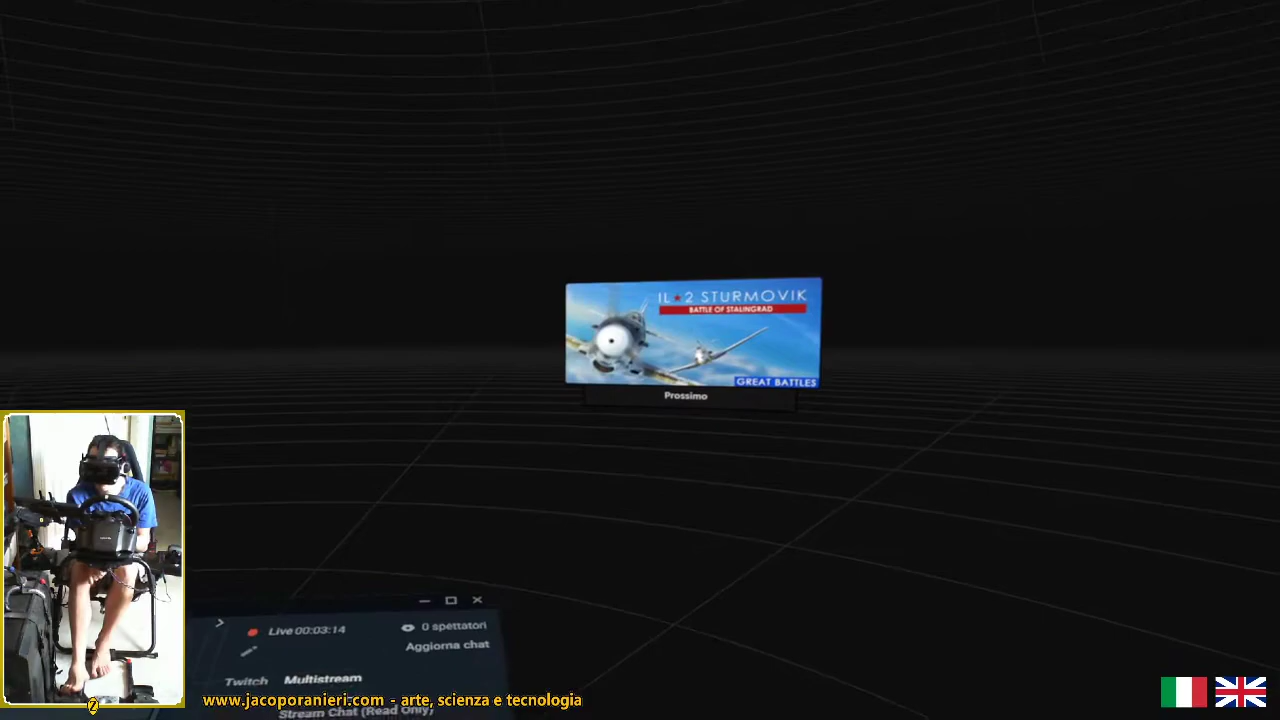 IL★2 STURMOVIK
BATTLE OF STALINGRAD
GREAT BATTLES
Prossimo
Live 00:03:14
0 spettatori
Aggiorna chat
Twitch Multistream
Stream Chat (Read Only)
www.jacoporanieri.com - arte, scienza e tecnologia